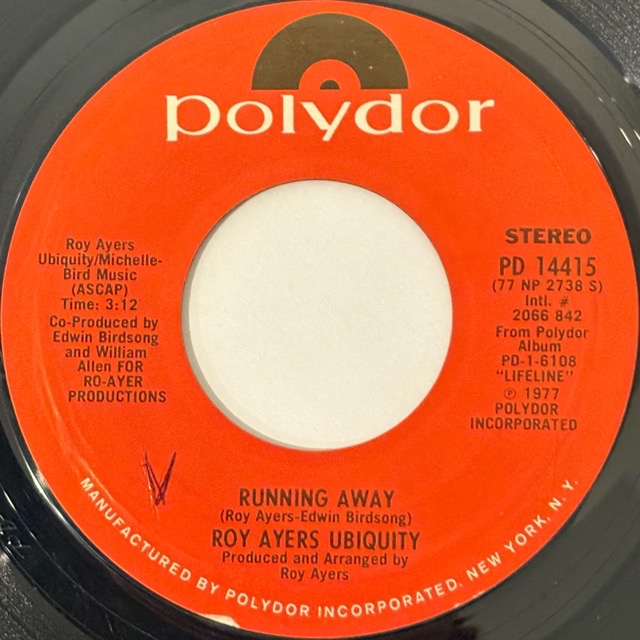 polydor
Roy Ayers
Ubiquity/Michelle-
Bird Music
(ASCAP)
Time: 3:12
Co-Produced by
Edwin Birdsong
and William
Allen FOR
RO-AYER
PRODUCTIONS
STEREO
PD 14415
(77 NP 2738 S)
Intl. #
2066 842
From Polydor
Album
PD-1-6108
"LIFELINE"
℗ 1977
POLYDOR
INCORPORATED
RUNNING AWAY
(Roy Ayers-Edwin Birdsong)
ROY AYERS UBIQUITY
Produced and Arranged by
Roy Ayers
MANUFACTURED BY POLYDOR INCORPORATED, NEW YORK, N. Y.